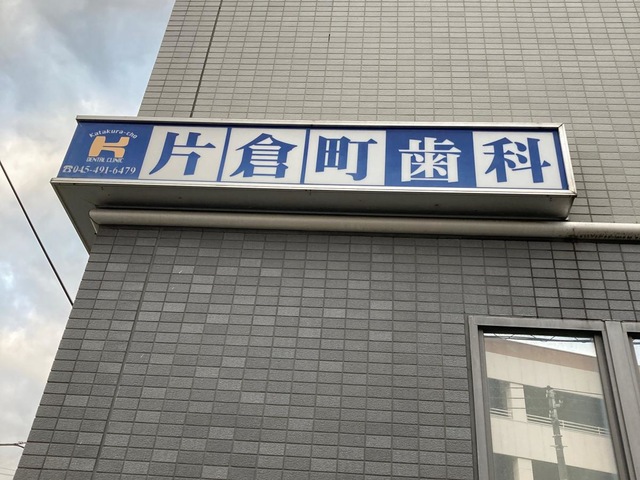 Katakura-cho
K
DENTAL CLINIC
☎045-491-6479
片倉町歯科